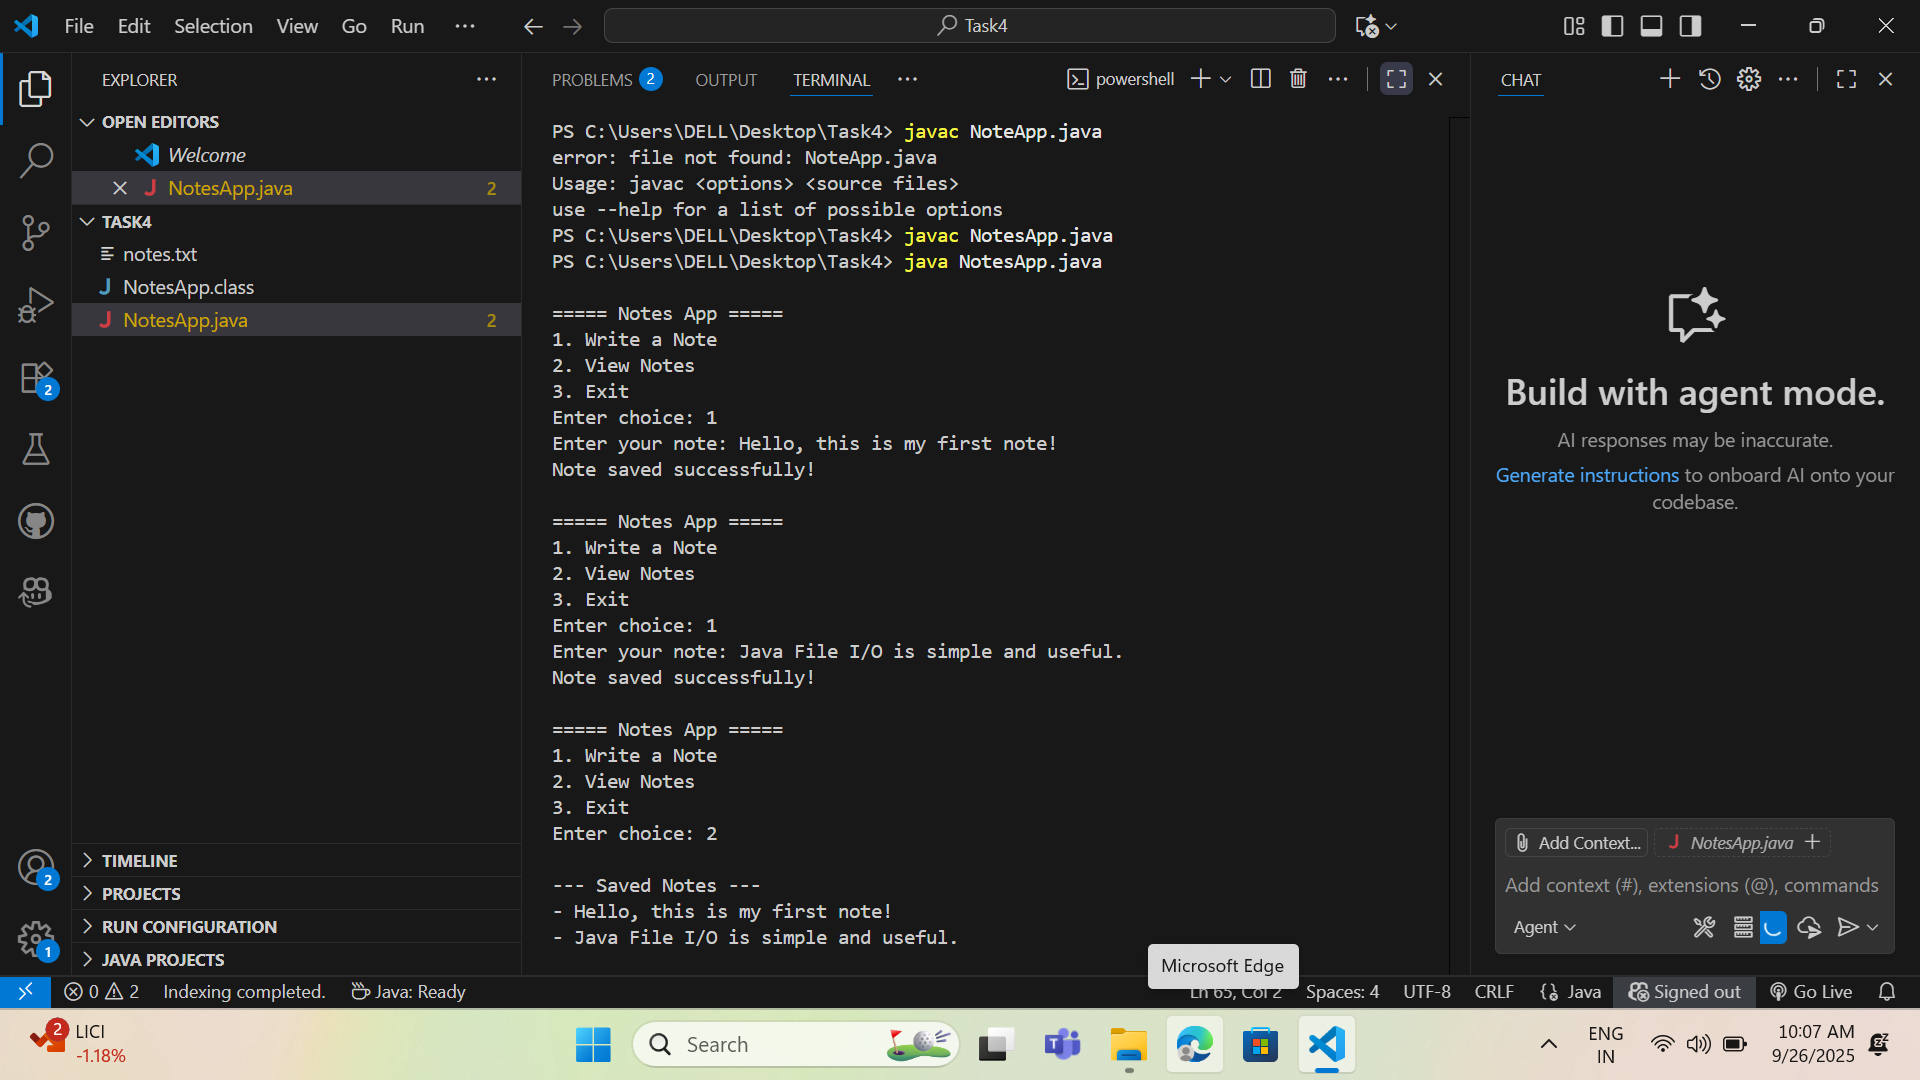 File Edit Selection View Go Run ··· Task4
EXPLORER ···
OPEN EDITORS
Welcome
NotesApp.java 2
TASK4
notes.txt
NotesApp.class
NotesApp.java 2
TIMELINE
PROJECTS
RUN CONFIGURATION
JAVA PROJECTS
2
2
1
PROBLEMS 2 OUTPUT TERMINAL ··· powershell
PS C:\Users\DELL\Desktop\Task4> javac NoteApp.java
error: file not found: NoteApp.java
Usage: javac <options> <source files>
use --help for a list of possible options
PS C:\Users\DELL\Desktop\Task4> javac NotesApp.java
PS C:\Users\DELL\Desktop\Task4> java NotesApp.java
===== Notes App =====
1. Write a Note
2. View Notes
3. Exit
Enter choice: 1
Enter your note: Hello, this is my first note!
Note saved successfully!
===== Notes App =====
1. Write a Note
2. View Notes
3. Exit
Enter choice: 1
Enter your note: Java File I/O is simple and useful.
Note saved successfully!
===== Notes App =====
1. Write a Note
2. View Notes
3. Exit
Enter choice: 2
--- Saved Notes ---
- Hello, this is my first note!
- Java File I/O is simple and useful.
CHAT
Build with agent mode.
AI responses may be inaccurate.
Generate instructions to onboard AI onto your
codebase.
Add Context... NotesApp.java
Add context (#), extensions (@), commands
Agent
Microsoft Edge
0 2 Indexing completed. Java: Ready Ln 65, Col 2 Spaces: 4 UTF-8 CRLF {} Java Signed out Go Live
2 LICI
-1.18%
Search
ENG
IN
10:07 AM
9/26/2025